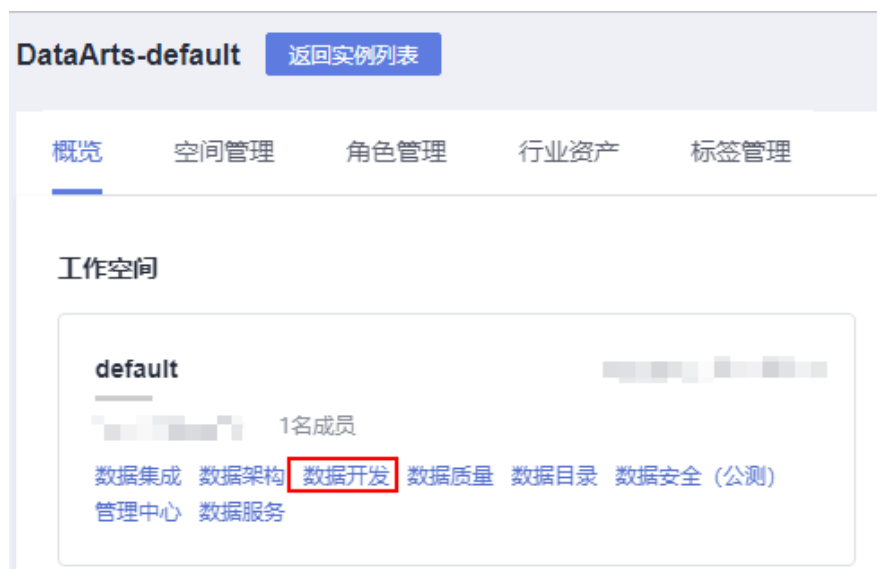 DataArts-default 返回实例列表
概览 空间管理 角色管理 行业资产 标签管理
工作空间
default
1名成员
数据集成 数据架构 数据开发 数据质量 数据目录 数据安全 (公测)
管理中心 数据服务